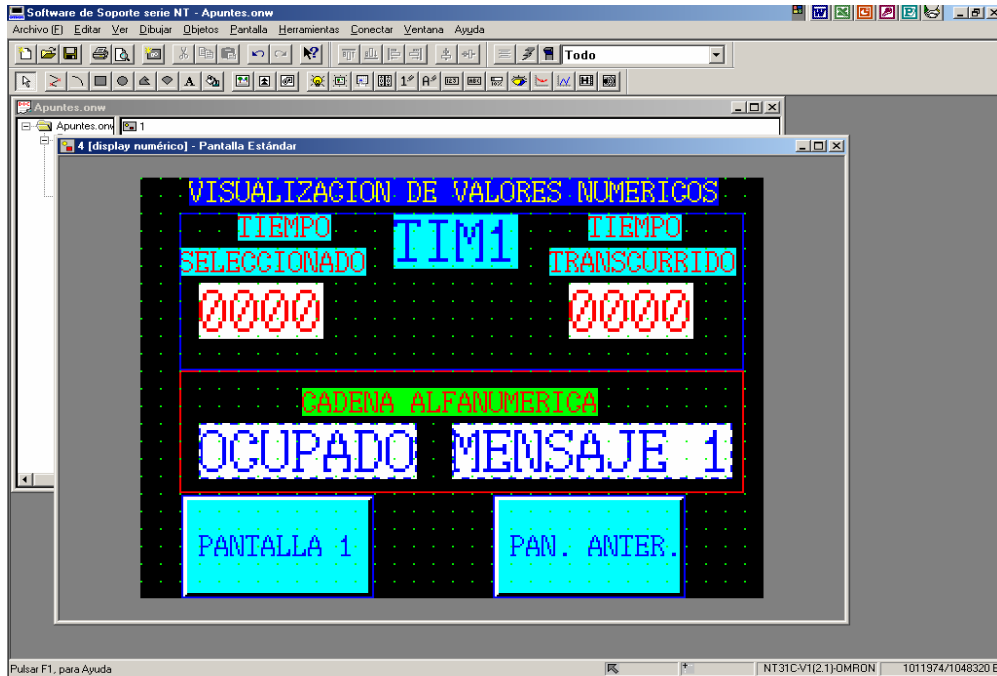 Software de Soporte serie NT - Apuntes.onw
Archivo (F) Editar Ver Dibujar Objetos Pantalla Herramientas Conectar Ventana Ayuda
Todo
Apuntes.onw
Apuntes.onw 1
4 [display numérico] - Pantalla Estándar
VISUALIZACION DE VALORES NUMERICOS
TIEMPO TIM1 TIEMPO
SELECCIONADO TRANSCURRIDO
0000 0000
CADENA ALFANUMERICA
OCUPADO MENSAJE 1
PANTALLA 1 PAN. ANTER.
Pulsar F1, para Ayuda NT31C-V1(2.1)-OMRON 1011974/1048320 E